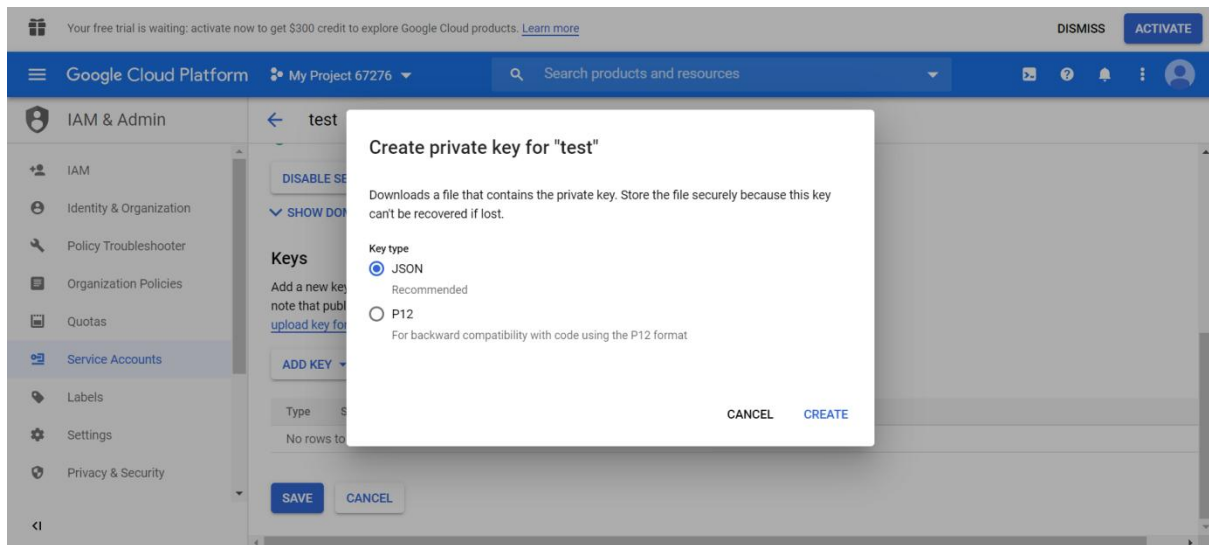 Your free trial is waiting: activate now to get $300 credit to explore Google Cloud products. Learn more
DISMISS
ACTIVATE
Google Cloud Platform
My Project 67276
Search products and resources
IAM & Admin
test
IAM
Identity & Organization
Policy Troubleshooter
Organization Policies
Quotas
Service Accounts
Labels
Settings
Privacy & Security
DISABLE SE
SHOW DOM
Keys
Add a new key
note that publ
upload key for
ADD KEY
Type S
No rows to
SAVE
CANCEL
Create private key for "test"
Downloads a file that contains the private key. Store the file securely because this key
can't be recovered if lost.
Key type
JSON
Recommended
P12
For backward compatibility with code using the P12 format
CANCEL
CREATE